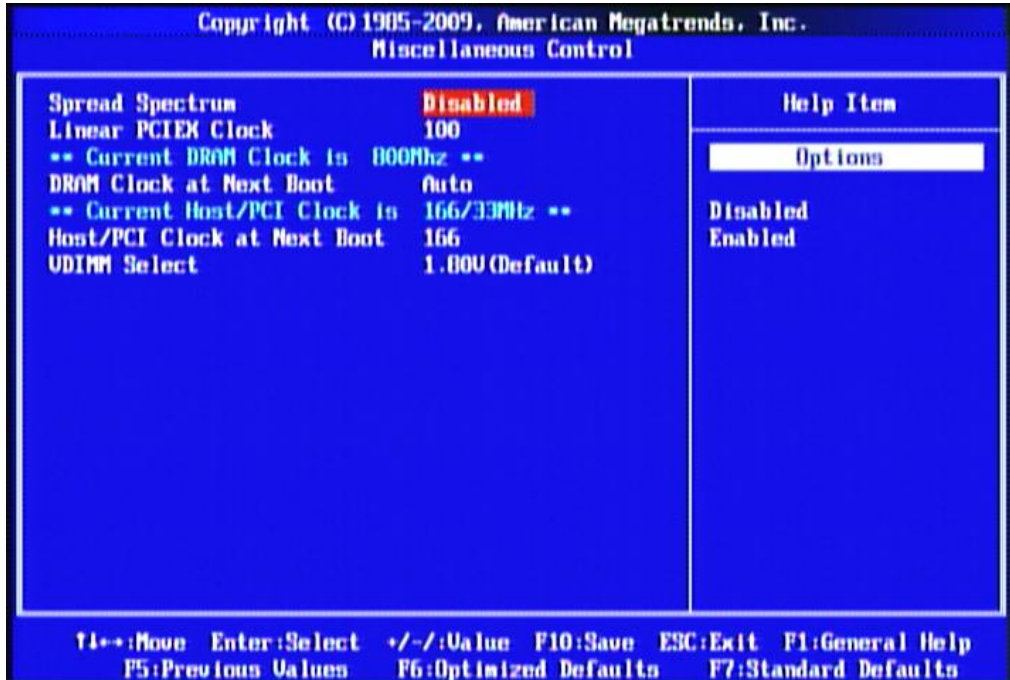 Copyright (C)1985-2009, American Megatrends, Inc.
Miscellaneous Control
Spread Spectrum Disabled
Linear PCIEX Clock 100
** Current DRAM Clock is 800Mhz **
DRAM Clock at Next Boot Auto
** Current Host/PCI Clock is 166/33MHz **
Host/PCI Clock at Next Boot 166
VDIMM Select 1.80V(Default)
Help Item
Options
Disabled
Enabled
↑↓←→:Move Enter:Select +/-/:Value F10:Save ESC:Exit F1:General Help
F5:Previous Values F6:Optimized Defaults F7:Standard Defaults